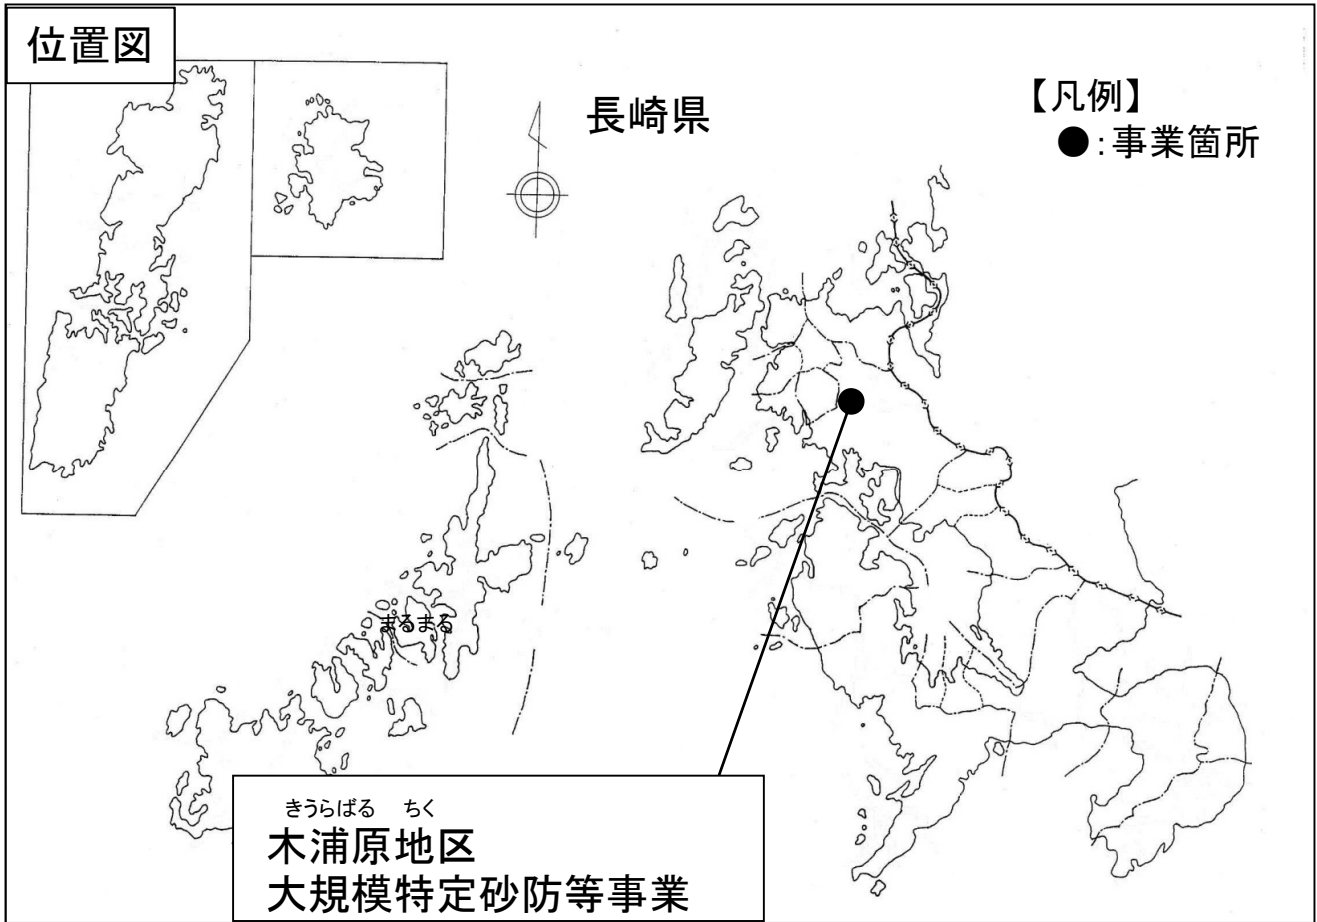 位置図
長崎県
【凡例】
●:事業箇所
まるまる
きうらばる ちく
木浦原地区
大規模特定砂防等事業